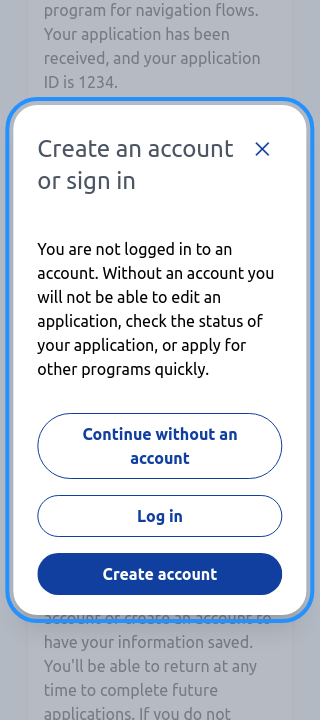 program for navigation flows.
Your application has been
received, and your application
ID is 1234.
Create an account
or sign in
You are not logged in to an
account. Without an account you
will not be able to edit an
application, check the status of
your application, or apply for
other programs quickly.
Continue without an
account
Log in
Create account
account or create an account to
have your information saved.
You'll be able to return at any
time to complete future
applications. If you do not